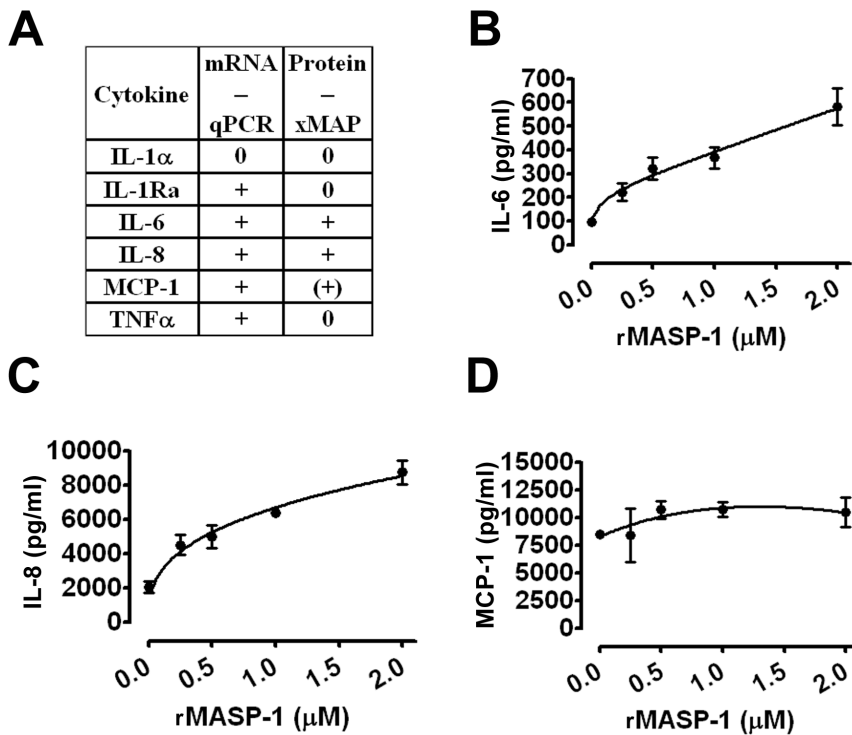 A
Cytokine mRNA – qPCR Protein – xMAP
IL-1α 0 0
IL-1Ra + 0
IL-6 + +
IL-8 + +
MCP-1 + (+)
TNFα + 0
B
IL-6 (pg/ml)
700
600
500
400
300
200
100
0
0.0 0.5 1.0 1.5 2.0
rMASP-1 (μM)
C
IL-8 (pg/ml)
10000
8000
6000
4000
2000
0
0.0 0.5 1.0 1.5 2.0
rMASP-1 (μM)
D
MCP-1 (pg/ml)
15000
12500
10000
7500
5000
2500
0
0.0 0.5 1.0 1.5 2.0
rMASP-1 (μM)